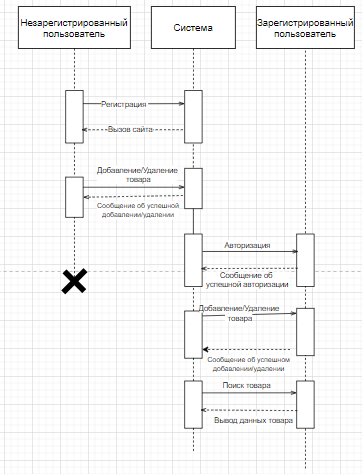 Незарегистрированный
пользователь
Система
Зарегистрированный
пользователь
Регистрация
Вызов сайта
Добавление/Удаление
товара
Сообщение об успешной
добавлении/удалении
Авторизация
Сообщение об
успешной авторизации
Добавление/Удаление
товара
Сообщение об успешном
добавлении/удалении
Поиск товара
Вывод данных товара